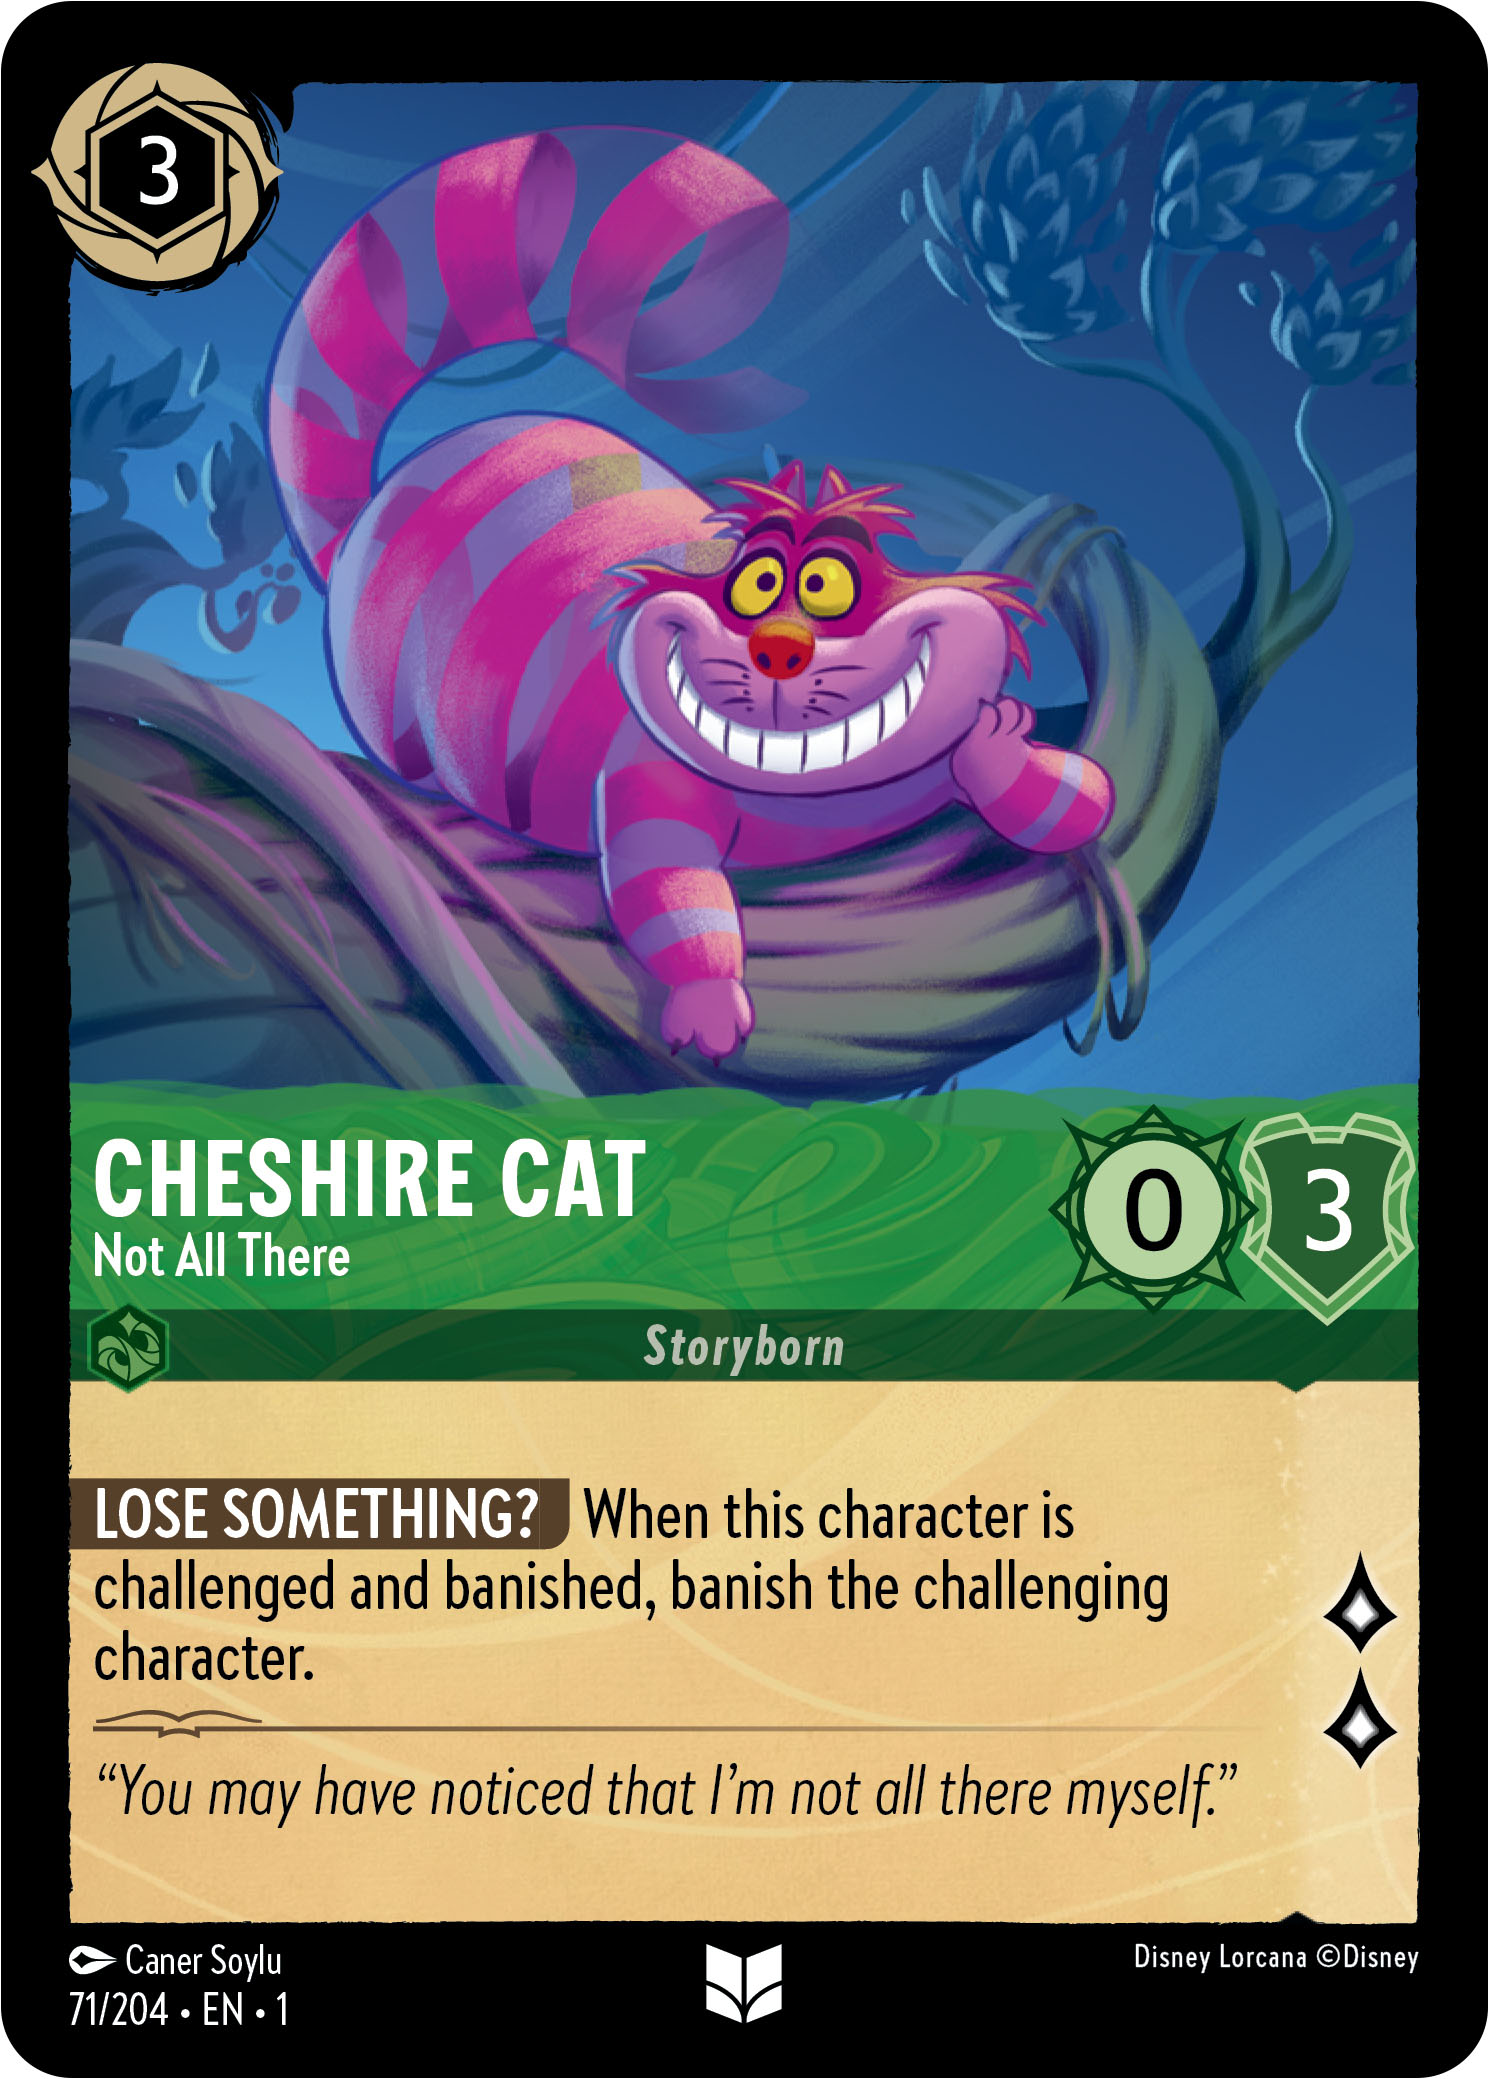 3
CHESHIRE CAT
Not All There
0
3
Storyborn
LOSE SOMETHING? When this character is
challenged and banished, banish the challenging
character.
“You may have noticed that I’m not all there myself.”
Caner Soylu
Disney Lorcana ©Disney
71/204 • EN • 1